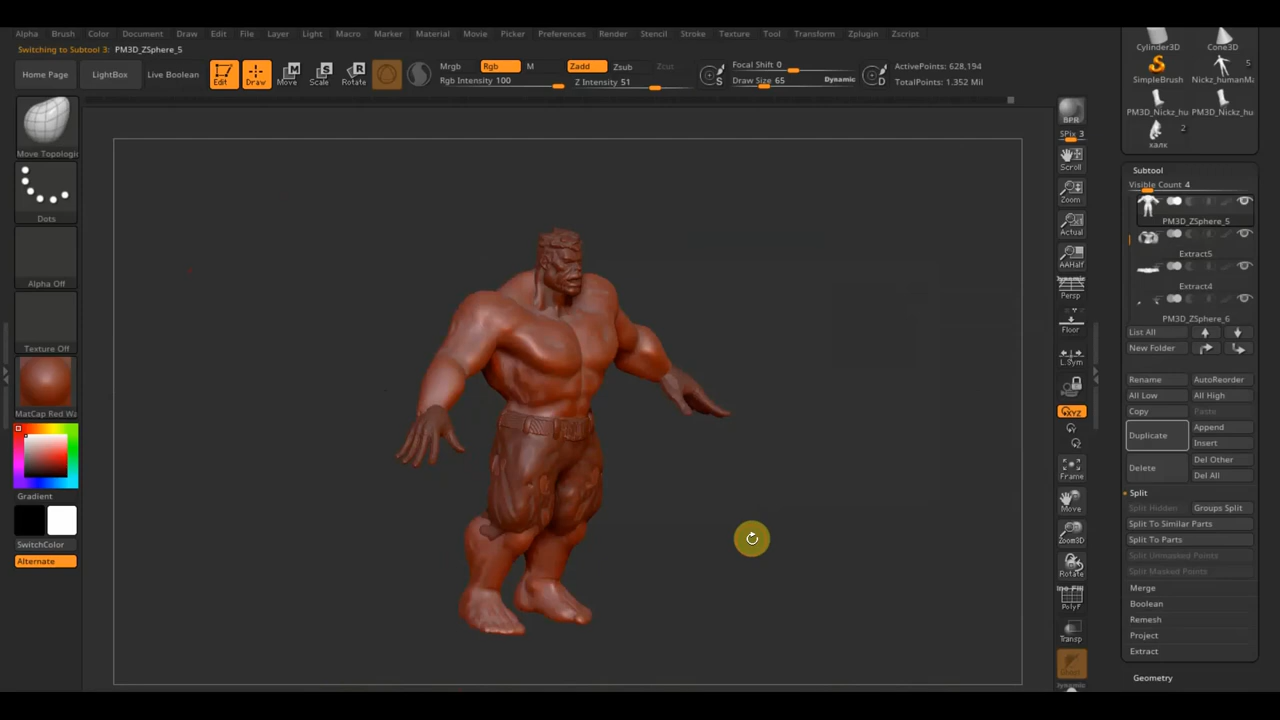 Alpha Brush Color Document Draw Edit File Layer Light Macro Marker Material Movie Picker Preferences Render Stencil Stroke Texture Tool Transform Zplugin Zscript
Switching to Subtool 3: PM3D_ZSphere_5
Home Page LightBox Live Boolean Edit Draw Move Scale Rotate
Mrgb Rgb M Zadd Zsub Zcut
Rgb Intensity 100 Z Intensity 51
Focal Shift 0
Draw Size 65 Dynamic
ActivePoints: 628,194
TotalPoints: 1.352 Mil
Move Topologic
Dots
Alpha Off
Texture Off
MatCap Red Wa
Gradient
SwitchColor
Alternate
BPR
SPix 3
Scroll
Zoom
Actual
AAHalf
Dynamic
Persp
Floor
L.Sym
XYZ
Frame
Move
Zoom3D
Rotate
PolyF
Transp
Dynamic
Cylinder3D Cone3D
5
SimpleBrush Nickz_humanMa
PM3D_Nickz_hu PM3D_Nickz_hu
2
халк
Subtool
Visible Count 4
PM3D_ZSphere_5
Extract5
Extract4
PM3D_ZSphere_6
List All
New Folder
Rename AutoReorder
All Low All High
Copy Paste
Duplicate Append
Insert
Delete Del Other
Del All
Split
Split Hidden Groups Split
Split To Similar Parts
Split To Parts
Split Unmasked Points
Split Masked Points
Merge
Boolean
Remesh
Project
Extract
Geometry